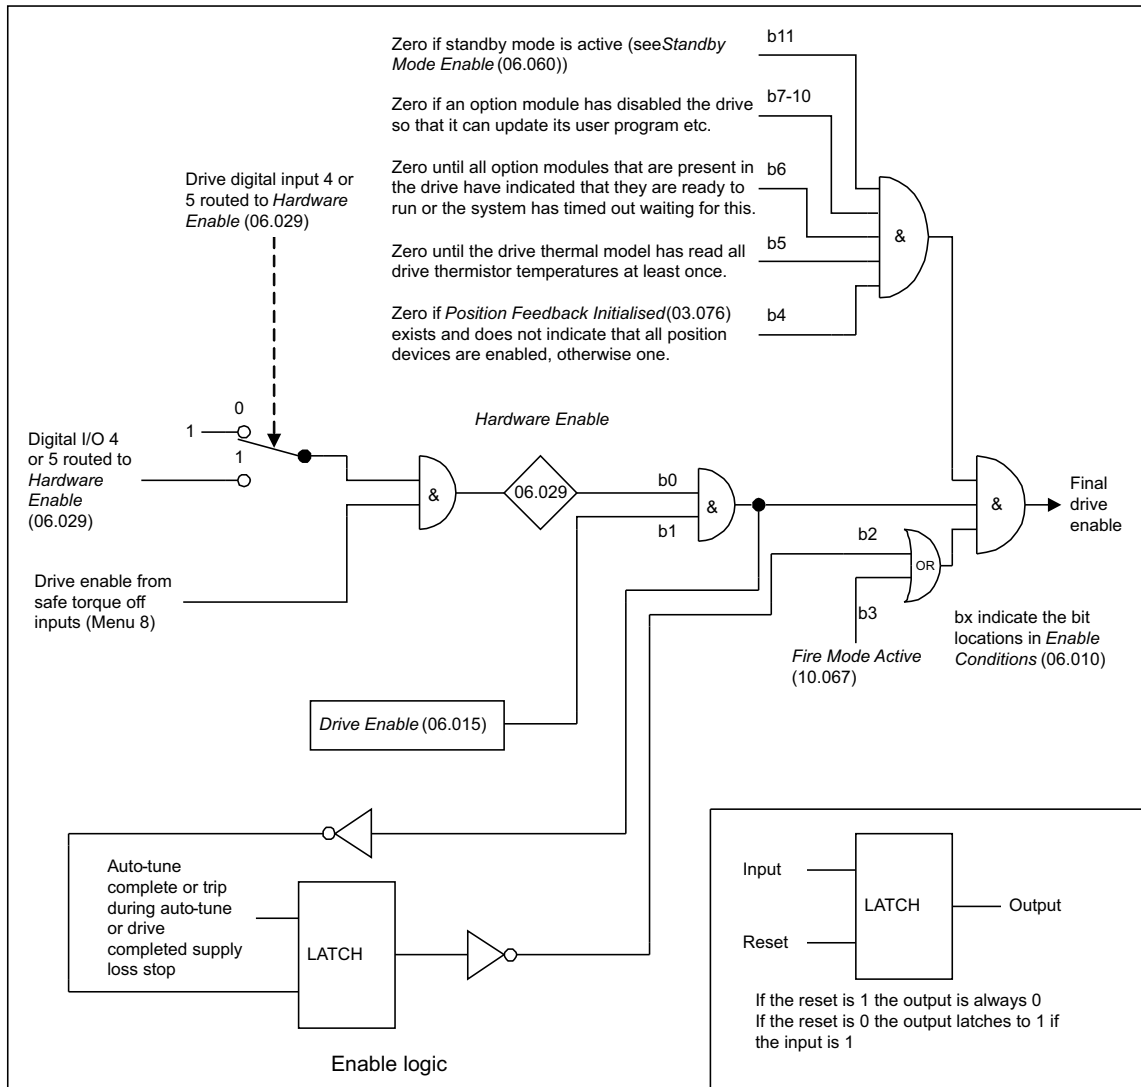 Zero if standby mode is active (seeStandby
Mode Enable (06.060))
b11
Zero if an option module has disabled the drive
so that it can update its user program etc.
b7-10
Zero until all option modules that are present in
the drive have indicated that they are ready to
run or the system has timed out waiting for this.
b6
Zero until the drive thermal model has read all
drive thermistor temperatures at least once.
b5
Zero if Position Feedback Initialised(03.076)
exists and does not indicate that all position
devices are enabled, otherwise one.
b4
&
Drive digital input 4 or
5 routed to Hardware
Enable (06.029)
0
1
1
Digital I/O 4
or 5 routed to
Hardware
Enable
(06.029)
&
Hardware Enable
06.029
b0
b1
&
Drive enable from
safe torque off
inputs (Menu 8)
b2
OR
b3
Fire Mode Active
(10.067)
&
Final
drive
enable
bx indicate the bit
locations in Enable
Conditions (06.010)
Drive Enable (06.015)
Auto-tune
complete or trip
during auto-tune
or drive
completed supply
loss stop
LATCH
Enable logic
Input
Reset
LATCH
Output
If the reset is 1 the output is always 0
If the reset is 0 the output latches to 1 if
the input is 1